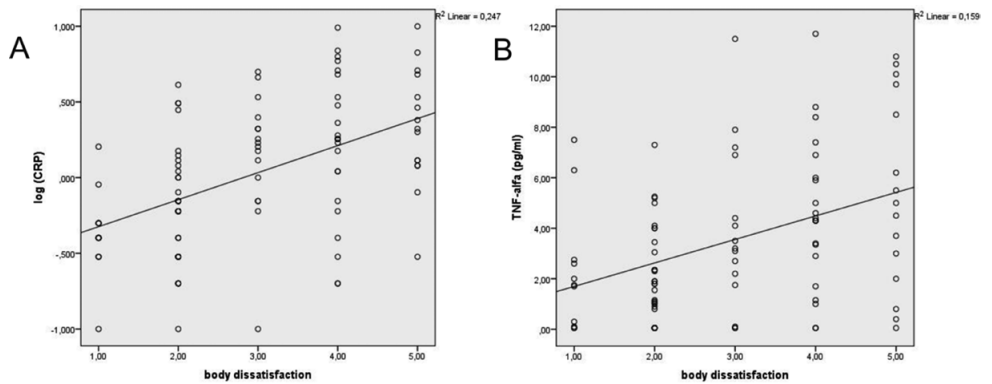 A
R² Linear = 0,247
log (CRP)
1,000
,500
,000
-,500
-1,000
1,00 2,00 3,00 4,00 5,00
body dissatisfaction
B
R² Linear = 0,159
TNF-alfa (pg/ml)
12,00
10,00
8,00
6,00
4,00
2,00
,00
1,00 2,00 3,00 4,00 5,00
body dissatisfaction